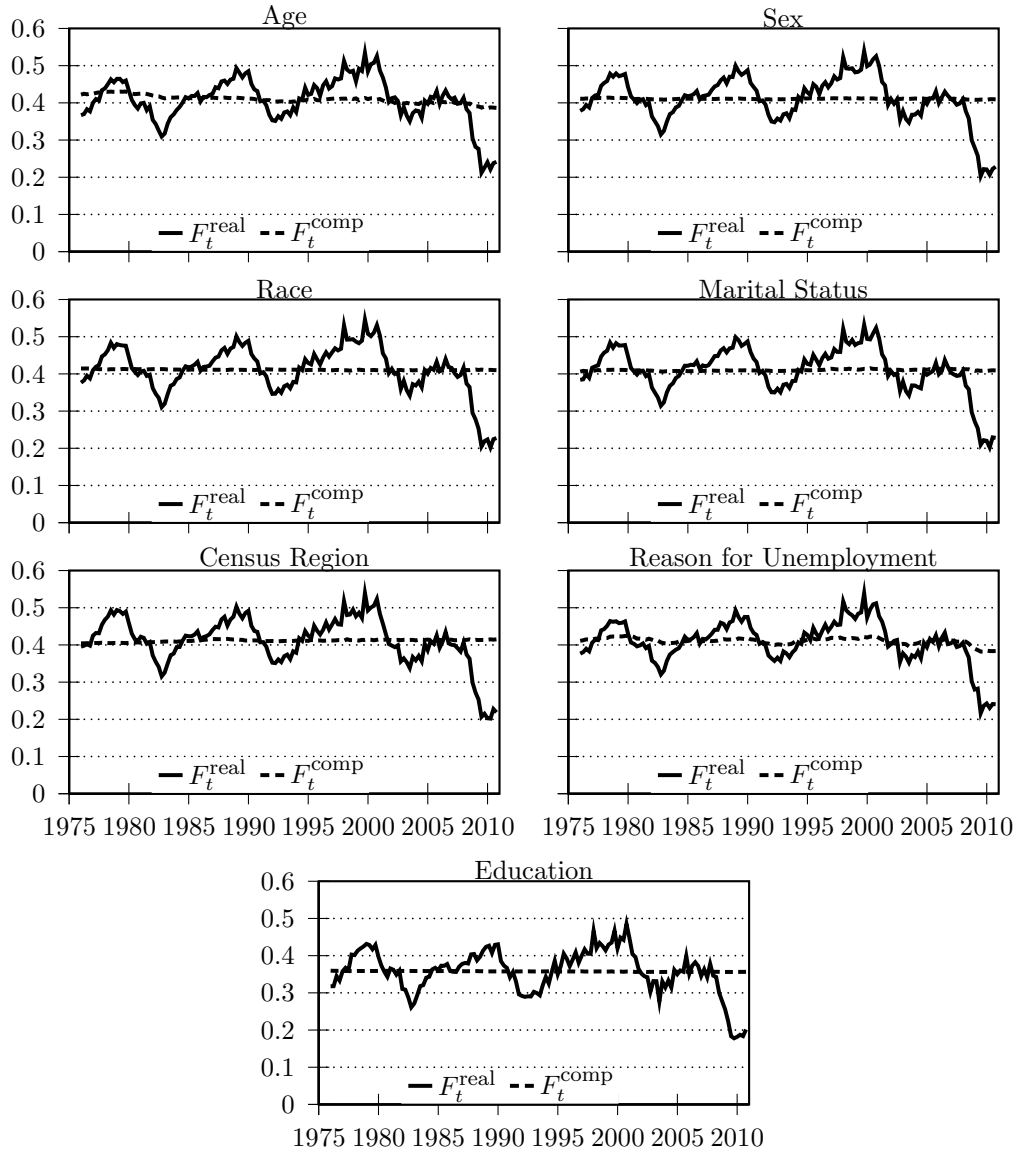 Age
0.6
0.5
0.4
0.3
0.2
0.1
0
F_t^real F_t^comp
Sex
F_t^real F_t^comp
Race
0.6
0.5
0.4
0.3
0.2
0.1
0
F_t^real F_t^comp
Marital Status
F_t^real F_t^comp
Census Region
0.6
0.5
0.4
0.3
0.2
0.1
0
F_t^real F_t^comp
1975 1980 1985 1990 1995 2000 2005 2010
Reason for Unemployment
F_t^real F_t^comp
1975 1980 1985 1990 1995 2000 2005 2010
Education
0.6
0.5
0.4
0.3
0.2
0.1
0
F_t^real F_t^comp
1975 1980 1985 1990 1995 2000 2005 2010